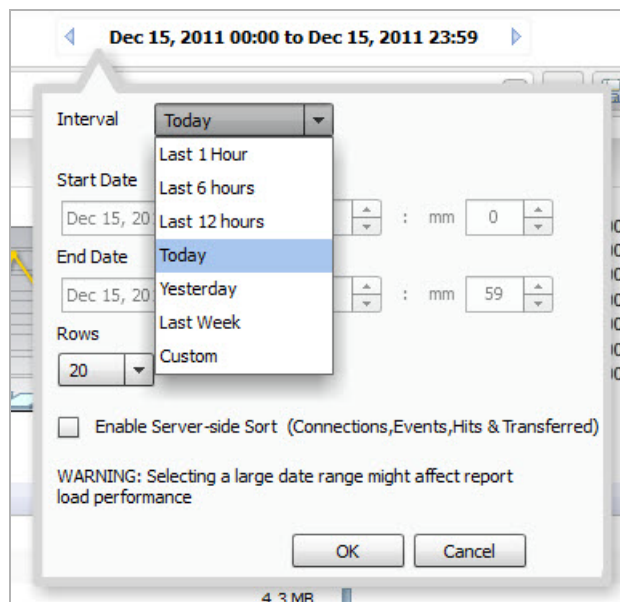 Dec 15, 2011 00:00 to Dec 15, 2011 23:59
Interval
Today
Last 1 Hour
Last 6 hours
Last 12 hours
Today
Yesterday
Last Week
Custom
Start Date
Dec 15, 20
: mm 0
End Date
Dec 15, 20
: mm 59
Rows
20
Enable Server-side Sort (Connections,Events,Hits & Transferred)
WARNING: Selecting a large date range might affect report
load performance
OK Cancel
4.3 MB